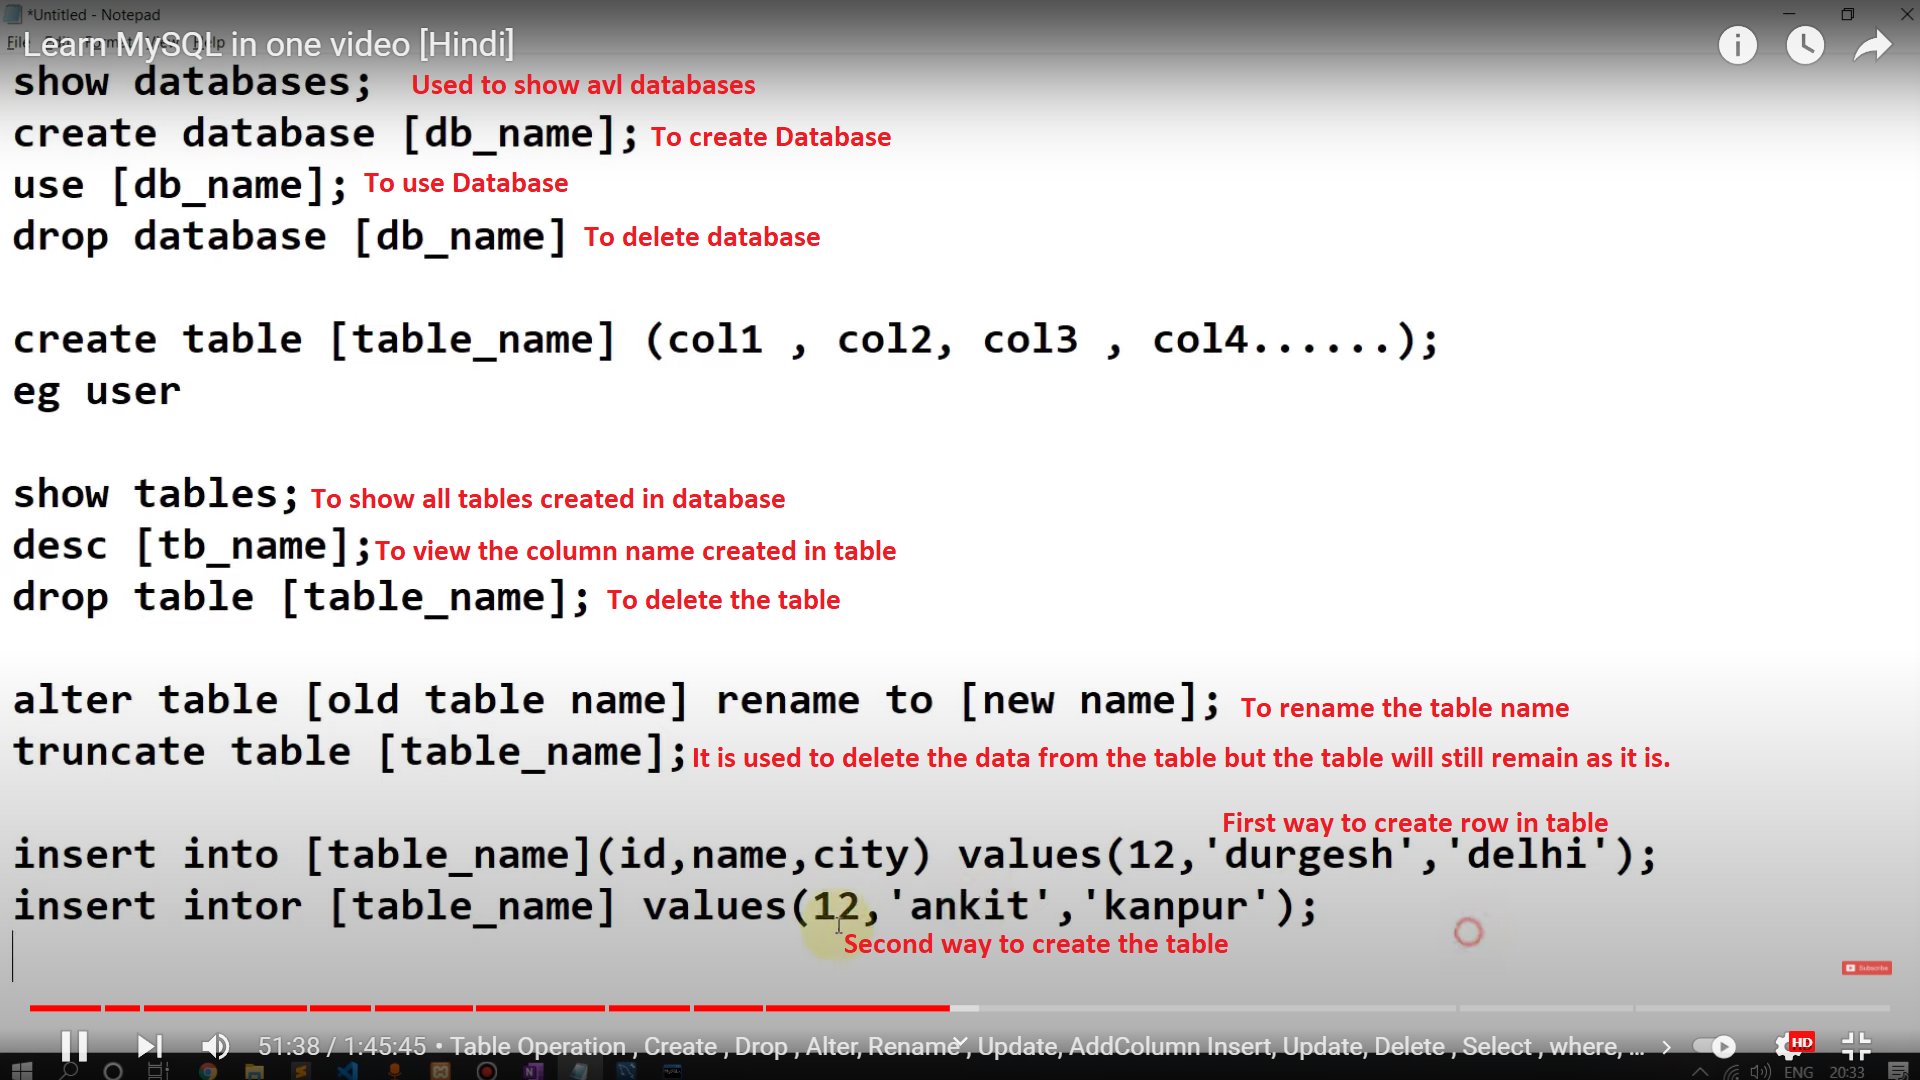 *Untitled - Notepad
Learn MySQL in one video [Hindi]
show databases; Used to show avl databases
create database [db_name]; To create Database
use [db_name]; To use Database
drop database [db_name] To delete database
create table [table_name] (col1 , col2, col3 , col4......);
eg user
show tables; To show all tables created in database
desc [tb_name]; To view the column name created in table
drop table [table_name]; To delete the table
alter table [old table name] rename to [new name]; To rename the table name
truncate table [table_name]; It is used to delete the data from the table but the table will still remain as it is.
First way to create row in table
insert into [table_name](id,name,city) values(12,'durgesh','delhi');
insert intor [table_name] values(12,'ankit','kanpur');
Second way to create the table
Subscribe
51:38 / 1:45:45 • Table Operation , Create , Drop , Alter, Rename , Update, AddColumn Insert, Update, Delete , Select , where, ...
HD
ENG 20:33